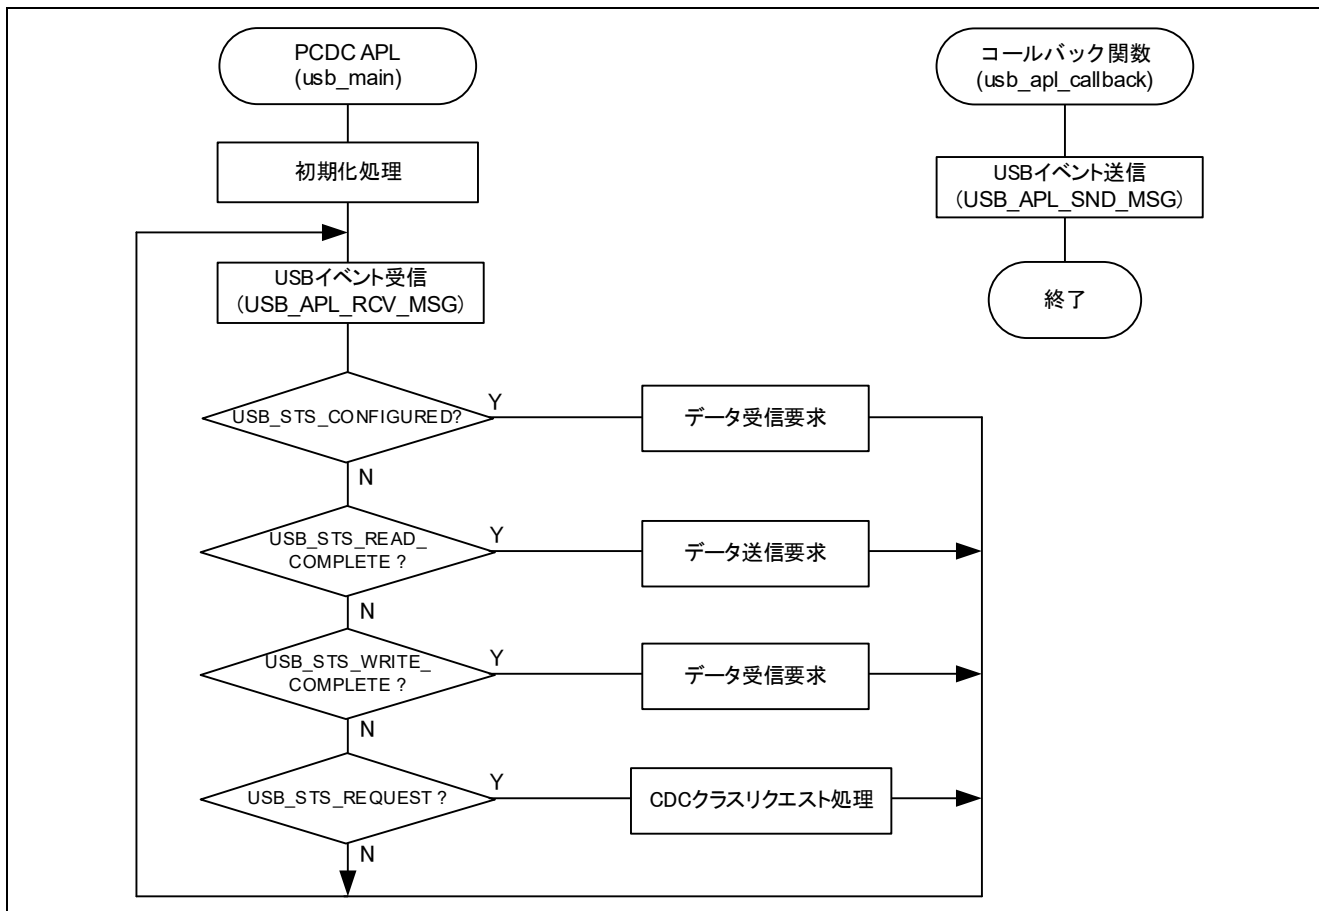 PCDC APL
(usb_main)
初期化処理
USBイベント受信
(USB_APL_RCV_MSG)
USB_STS_CONFIGURED?
Y
データ受信要求
N
USB_STS_READ_
COMPLETE ?
Y
データ送信要求
N
USB_STS_WRITE_
COMPLETE ?
Y
データ受信要求
N
USB_STS_REQUEST ?
Y
CDCクラスリクエスト処理
N
コールバック関数
(usb_apl_callback)
USBイベント送信
(USB_APL_SND_MSG)
終了